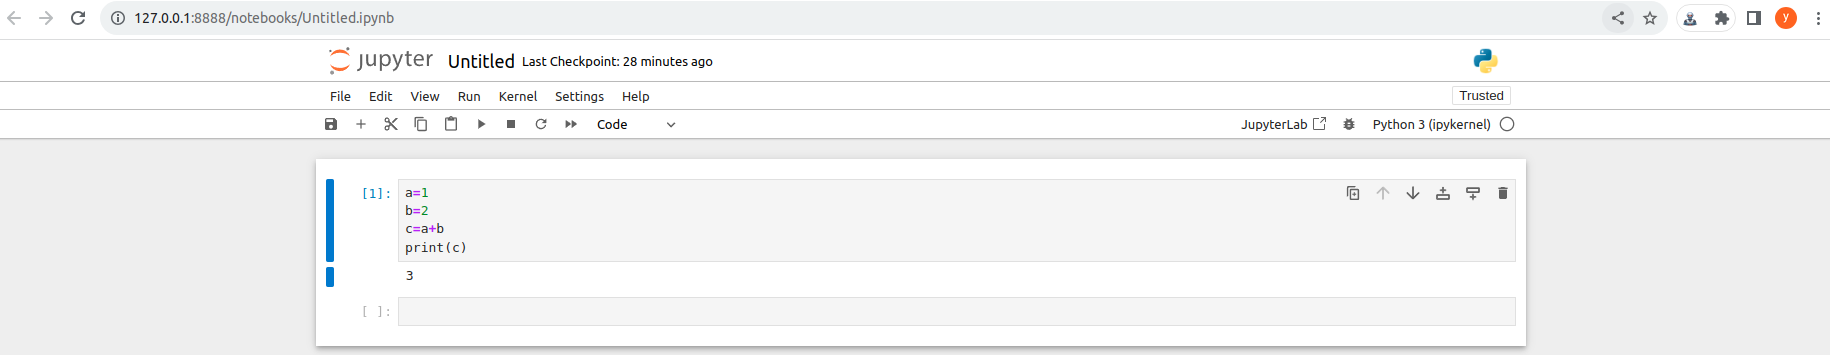 127.0.0.1:8888/notebooks/Untitled.ipynb
y
jupyter Untitled Last Checkpoint: 28 minutes ago
File Edit View Run Kernel Settings Help
Trusted
Code
JupyterLab
Python 3 (ipykernel)
[1]:
a=1
b=2
c=a+b
print(c)
3
[ ]: